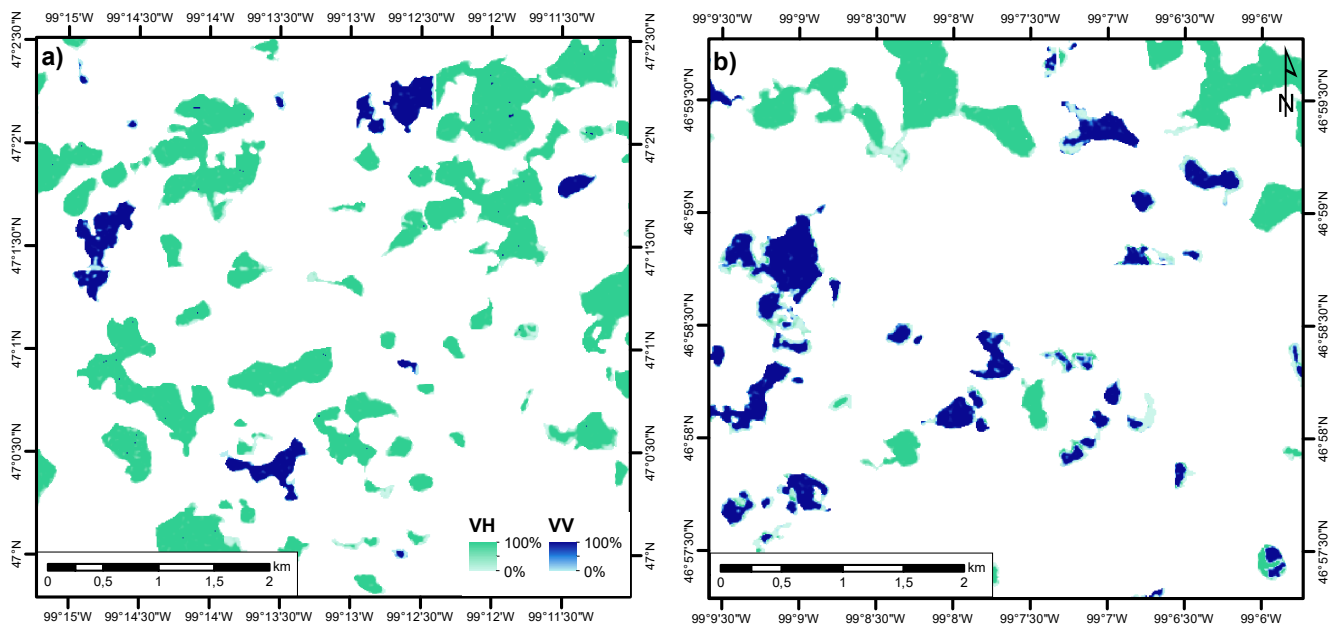 99°15'W 99°14'30"W 99°14'W 99°13'30"W 99°13'W 99°12'30"W 99°12'W 99°11'30"W
99°9'30"W 99°9'W 99°8'30"W 99°8'W 99°7'30"W 99°7'W 99°6'30"W 99°6'W
a)
b)
N
47°2'30"N
47°2'N
47°1'30"N
47°1'N
47°0'30"N
47°N
47°2'30"N
47°2'N
47°1'30"N
47°1'N
47°0'30"N
47°N
46°59'30"N
46°59'N
46°58'30"N
46°58'N
46°57'30"N
46°59'30"N
46°59'N
46°58'30"N
46°58'N
46°57'30"N
VH VV
100% 100%
0% 0%
km
0 0,5 1 1,5 2
km
0 0,5 1 1,5 2
99°15'W 99°14'30"W 99°14'W 99°13'30"W 99°13'W 99°12'30"W 99°12'W 99°11'30"W
99°9'30"W 99°9'W 99°8'30"W 99°8'W 99°7'30"W 99°7'W 99°6'30"W 99°6'W